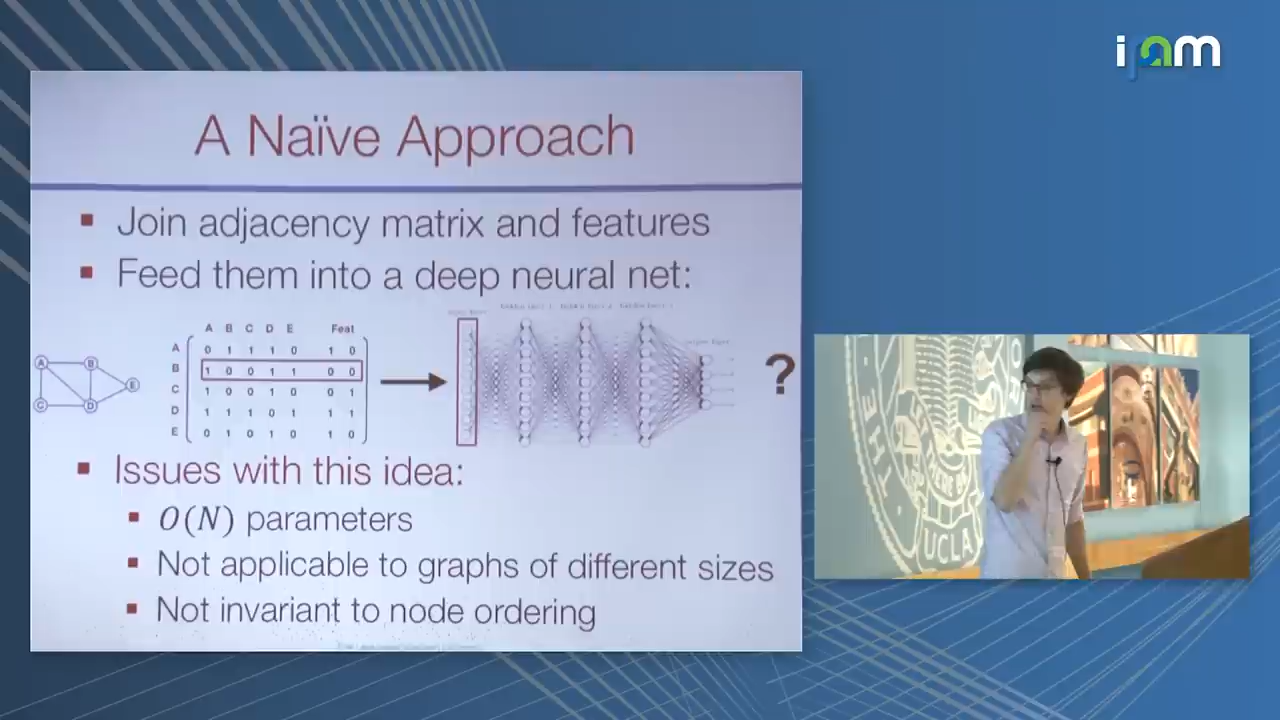 ipam
A Naïve Approach
▪ Join adjacency matrix and features
▪ Feed them into a deep neural net:
A B C D E Feat
A 0 1 1 1 0 1 0
B 1 0 0 1 1 0 0
C 1 0 0 1 0 0 1
D 1 1 1 0 1 1 1
E 0 1 0 1 0 1 0
A B
C D E
?
▪ Issues with this idea:
▪ O(N) parameters
▪ Not applicable to graphs of different sizes
▪ Not invariant to node ordering
THE
UCLA